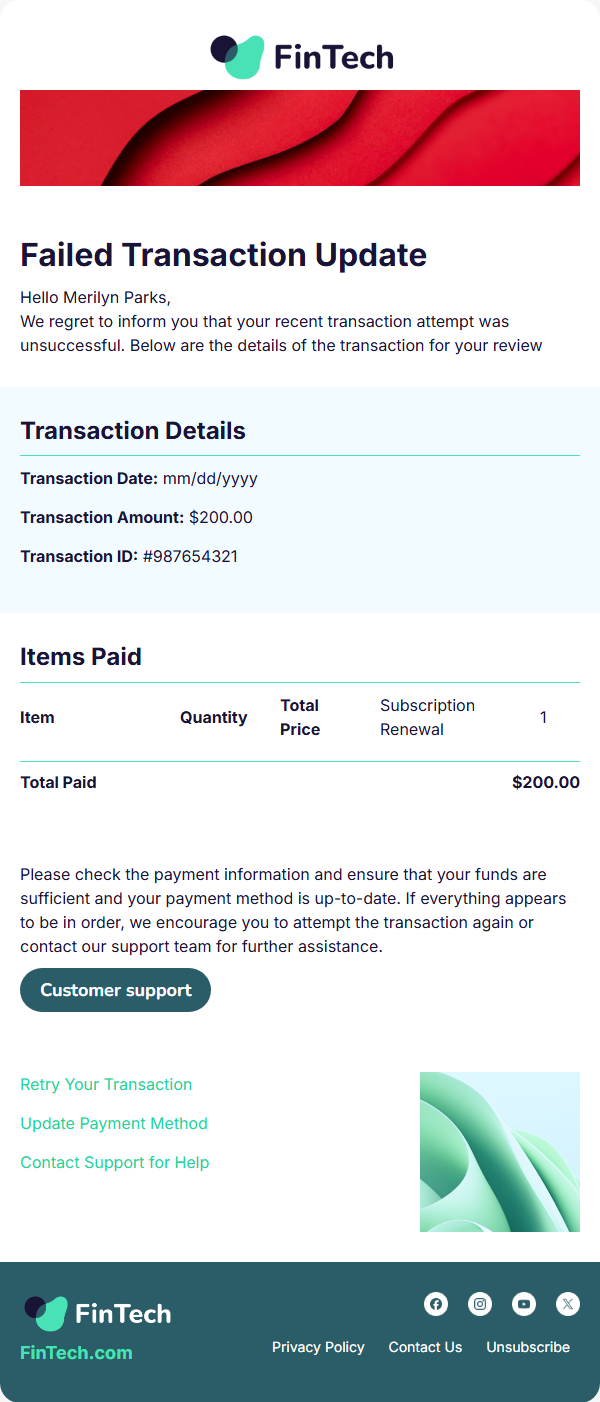 FinTech
Failed Transaction Update
Hello Merilyn Parks,
We regret to inform you that your recent transaction attempt was
unsuccessful. Below are the details of the transaction for your review
Transaction Details
Transaction Date: mm/dd/yyyy
Transaction Amount: $200.00
Transaction ID: #987654321
Items Paid
Item Quantity Total Price Subscription Renewal 1
Total Paid $200.00
Please check the payment information and ensure that your funds are
sufficient and your payment method is up-to-date. If everything appears
to be in order, we encourage you to attempt the transaction again or
contact our support team for further assistance.
Customer support
Retry Your Transaction
Update Payment Method
Contact Support for Help
FinTech
FinTech.com
Privacy Policy Contact Us Unsubscribe